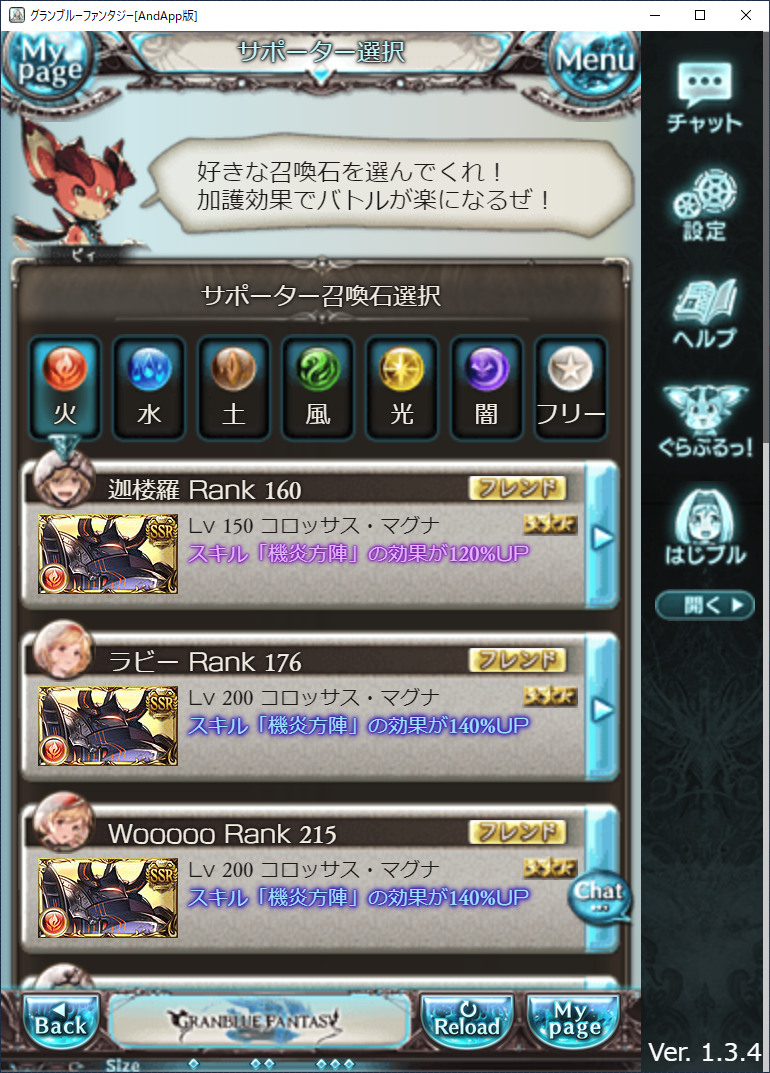 グランブルーファンタジー[AndApp版]
My page
サポーター選択
Menu
好きな召喚石を選んでくれ！
加護効果でバトルが楽になるぜ！
ビィ
サポーター召喚石選択
火 水 土 風 光 闇 フリー
迦楼羅 Rank 160 フレンド
Lv 150 コロッサス・マグナ
SSR
スキル「機炎方陣」の効果が120%UP
ラビー Rank 176 フレンド
Lv 200 コロッサス・マグナ
SSR
スキル「機炎方陣」の効果が140%UP
Wooooo Rank 215 フレンド
Lv 200 コロッサス・マグナ
SSR
スキル「機炎方陣」の効果が140%UP
Chat
Back
GRANBLUE FANTASY
Reload
My page
Size
チャット
設定
ヘルプ
ぐらぶるっ!
はじブル
開く
Ver. 1.3.4